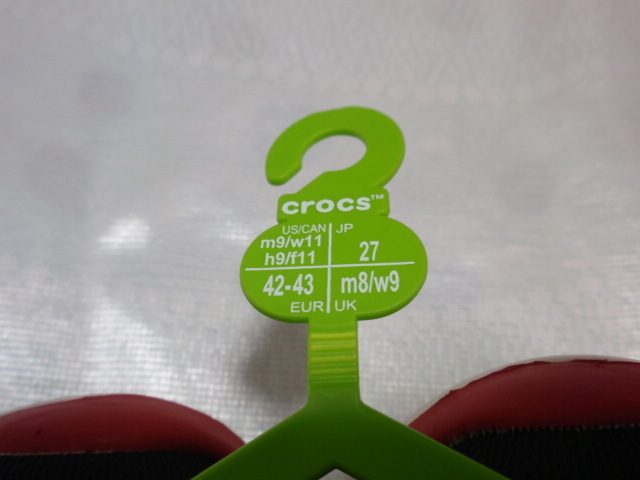 crocs™
US/CAN JP
m9/w11
h9/f11 27
42-43 m8/w9
EUR UK